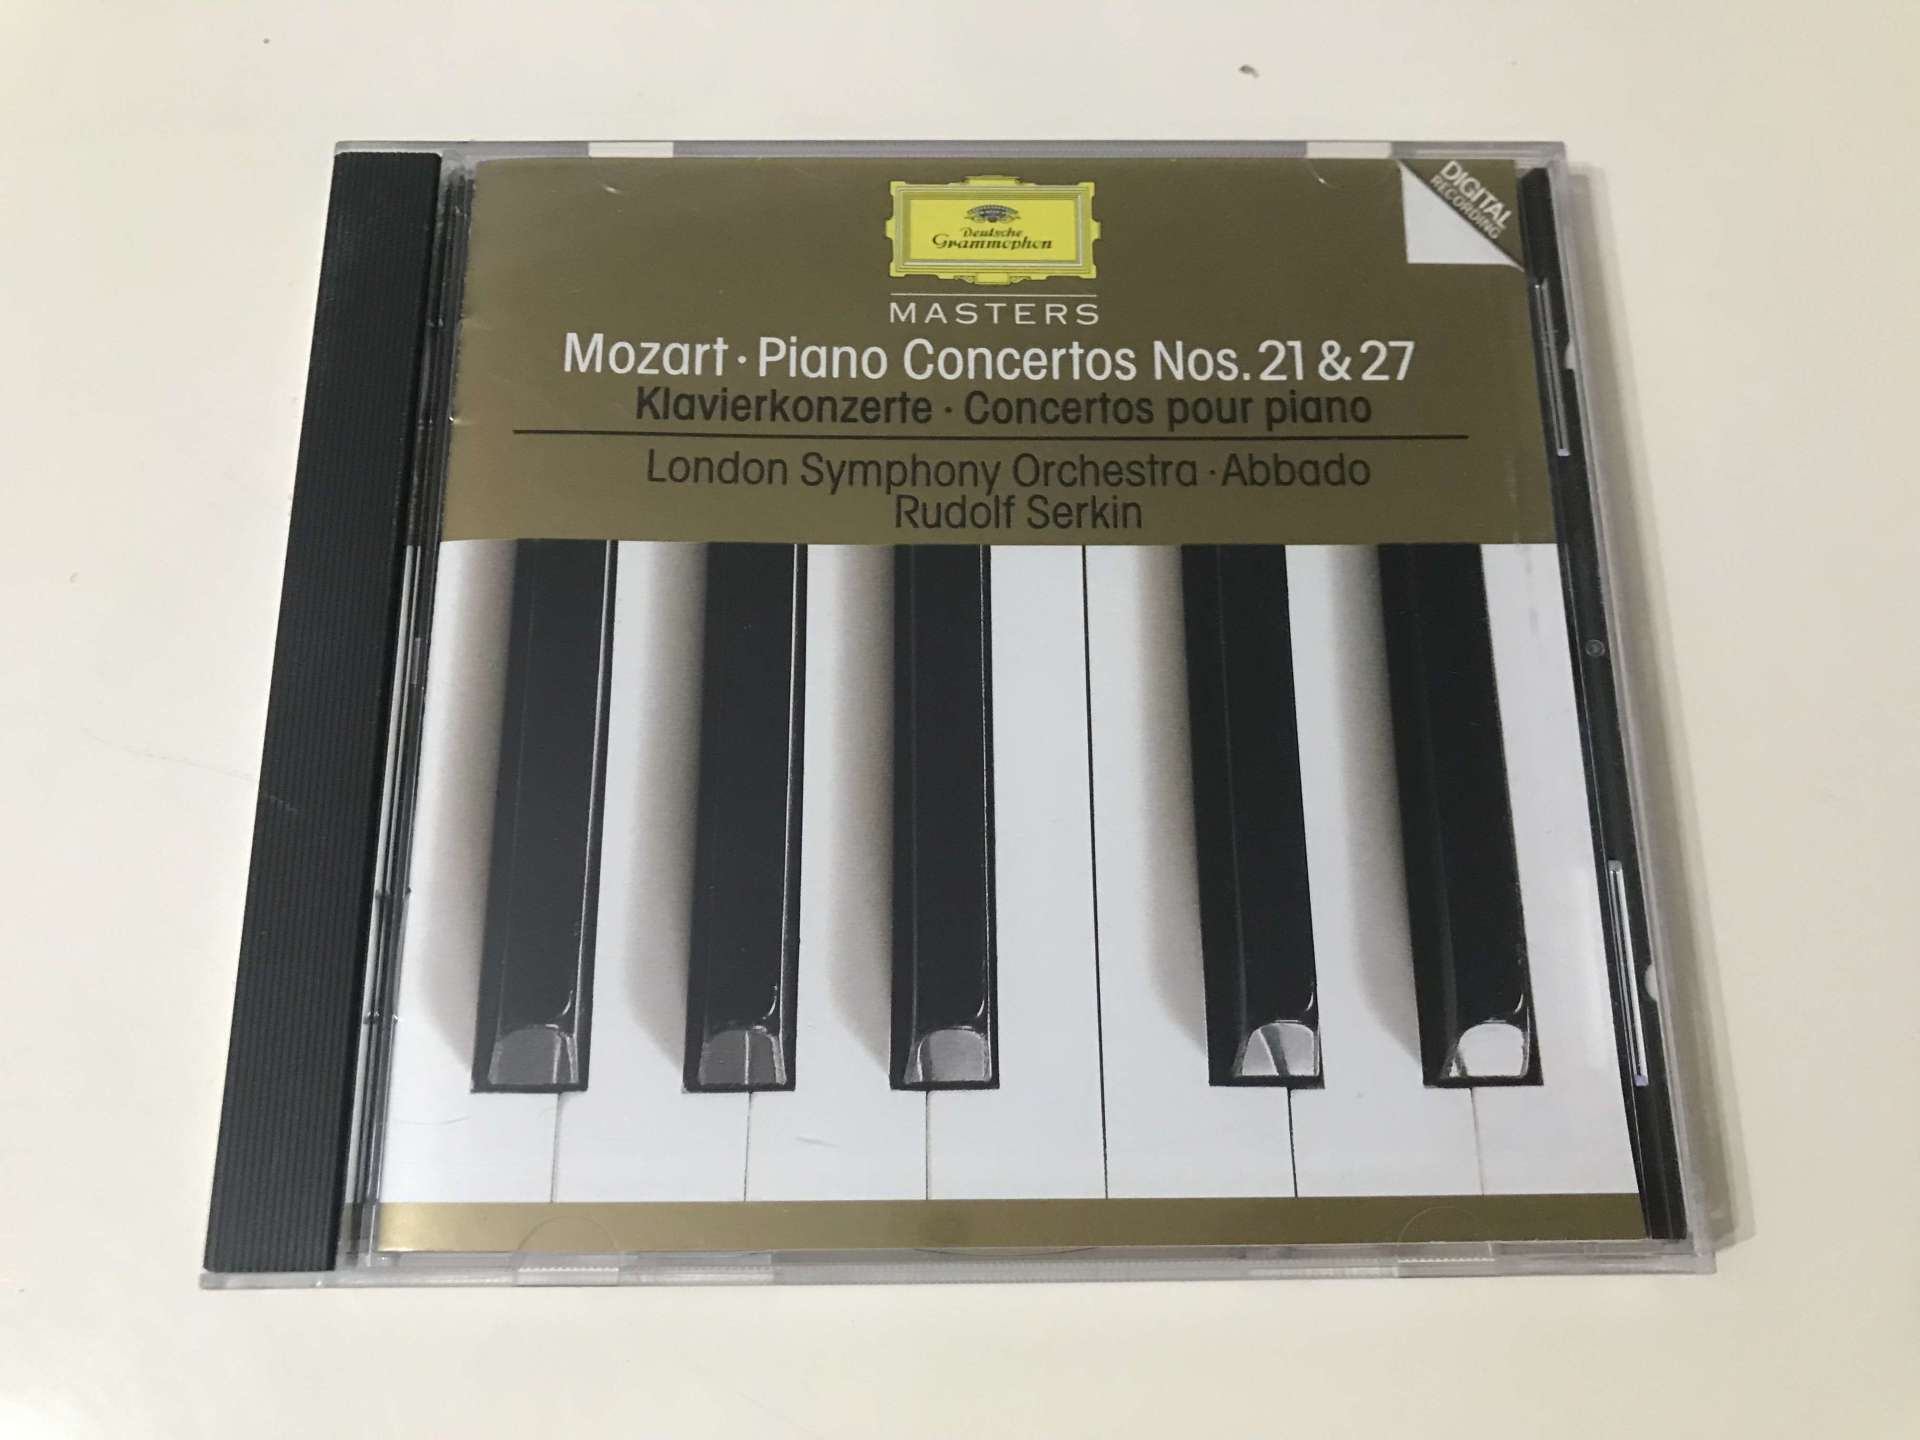 DIGITAL
RECORDING
Deutsche
Grammophon
MASTERS
Mozart · Piano Concertos Nos. 21 & 27
Klavierkonzerte · Concertos pour piano
London Symphony Orchestra · Abbado
Rudolf Serkin